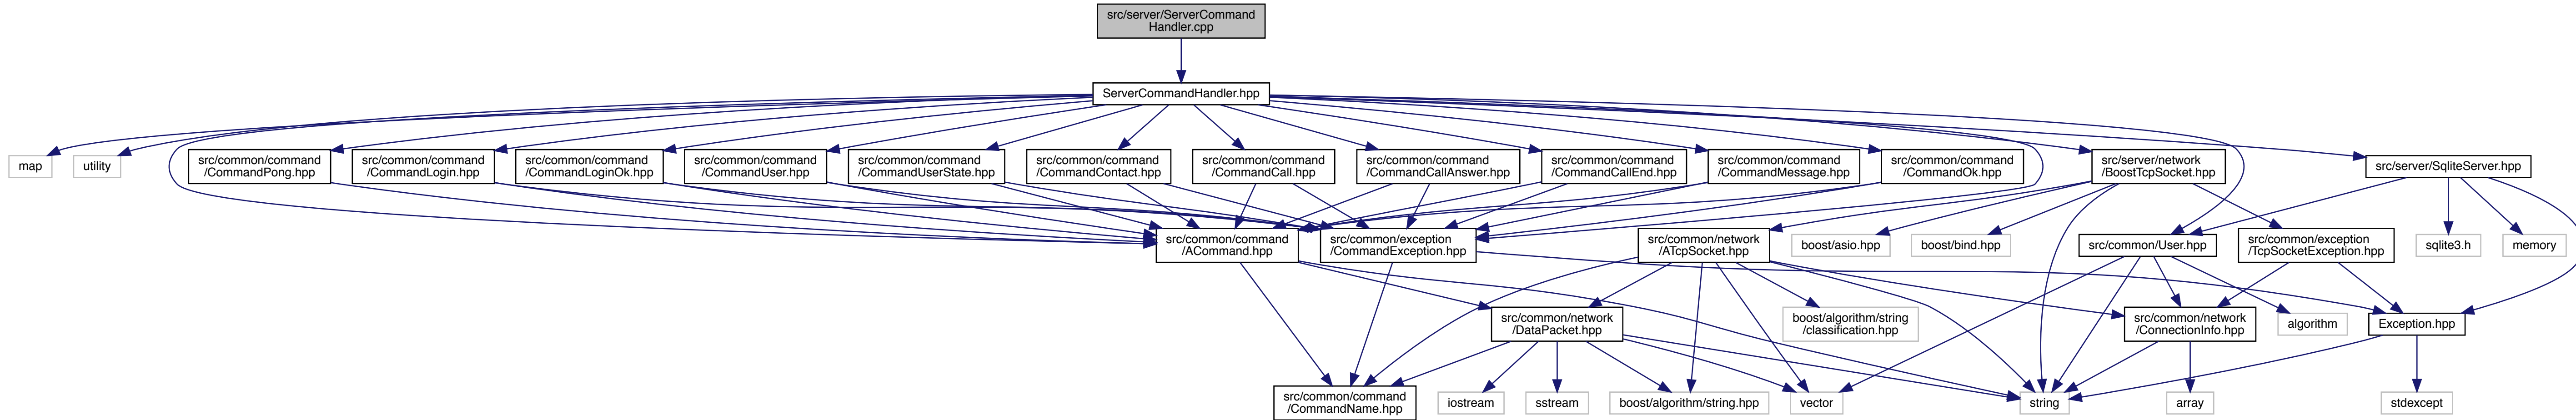 src/server/ServerCommand
Handler.cpp
ServerCommandHandler.hpp
map
utility
src/common/command
/CommandPong.hpp
src/common/command
/CommandLogin.hpp
src/common/command
/CommandLoginOk.hpp
src/common/command
/CommandUser.hpp
src/common/command
/CommandUserState.hpp
src/common/command
/CommandContact.hpp
src/common/command
/CommandCall.hpp
src/common/command
/CommandCallAnswer.hpp
src/common/command
/CommandCallEnd.hpp
src/common/command
/CommandMessage.hpp
src/common/command
/CommandOk.hpp
src/server/network
/BoostTcpSocket.hpp
src/server/SqliteServer.hpp
src/common/command
/ACommand.hpp
src/common/exception
/CommandException.hpp
src/common/network
/ATcpSocket.hpp
boost/asio.hpp
boost/bind.hpp
src/common/User.hpp
src/common/exception
/TcpSocketException.hpp
sqlite3.h
memory
src/common/network
/DataPacket.hpp
boost/algorithm/string
/classification.hpp
src/common/network
/ConnectionInfo.hpp
algorithm
Exception.hpp
src/common/command
/CommandName.hpp
iostream
sstream
boost/algorithm/string.hpp
vector
string
array
stdexcept